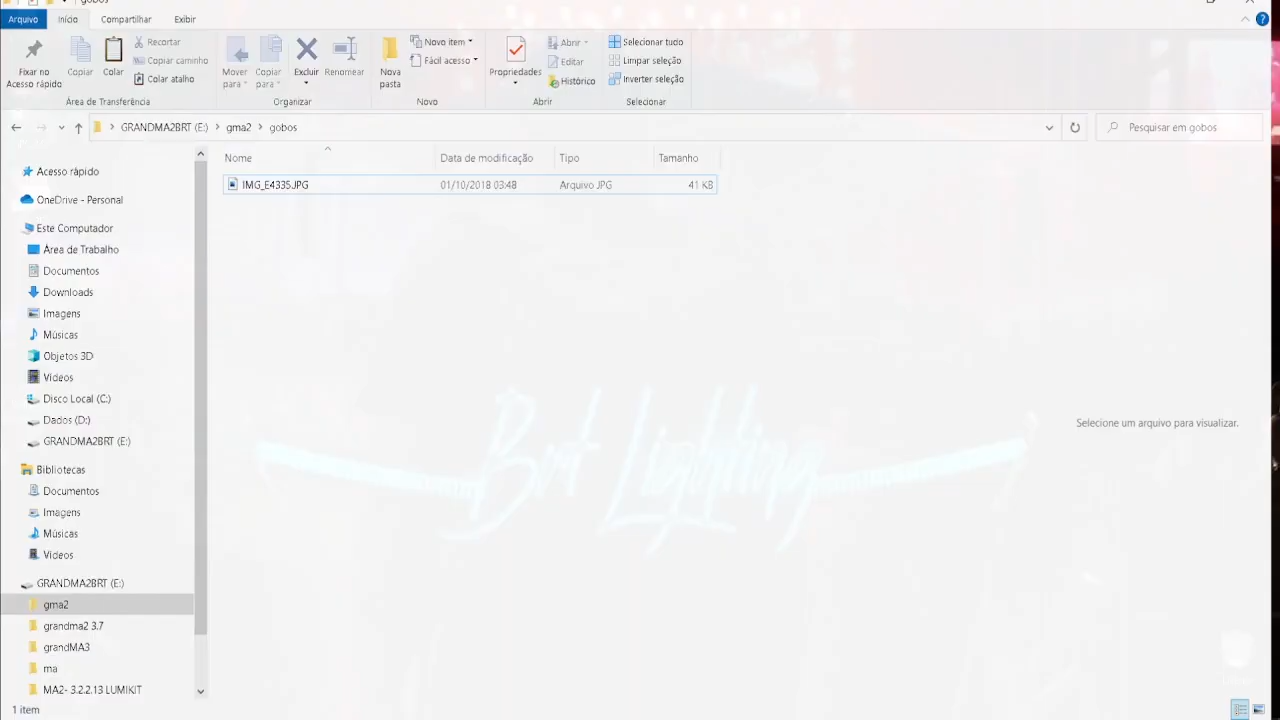 gobos
Arquivo Início Compartilhar Exibir
Fixar no Acesso rápido
Copiar
Colar
Recortar
Copiar caminho
Colar atalho
Mover para
Copiar para
Excluir
Renomear
Nova pasta
Novo item
Fácil acesso
Propriedades
Abrir
Editar
Histórico
Selecionar tudo
Limpar seleção
Inverter seleção
Área de Transferência Organizar Novo Abrir Selecionar
GRANDMA2BRT (E:) gma2 gobos
Pesquisar em gobos
Nome Data de modificação Tipo Tamanho
IMG_E4335.JPG 01/10/2018 03:48 Arquivo JPG 41 KB
Acesso rápido
OneDrive - Personal
Este Computador
Área de Trabalho
Documentos
Downloads
Imagens
Músicas
Objetos 3D
Vídeos
Disco Local (C:)
Dados (D:)
GRANDMA2BRT (E:)
Bibliotecas
Documentos
Imagens
Músicas
Vídeos
GRANDMA2BRT (E:)
gma2
grandma2 3.7
grandMA3
ma
MA2- 3.2.2.13 LUMIKIT
Selecione um arquivo para visualizar.
Brt Lighting
1 item